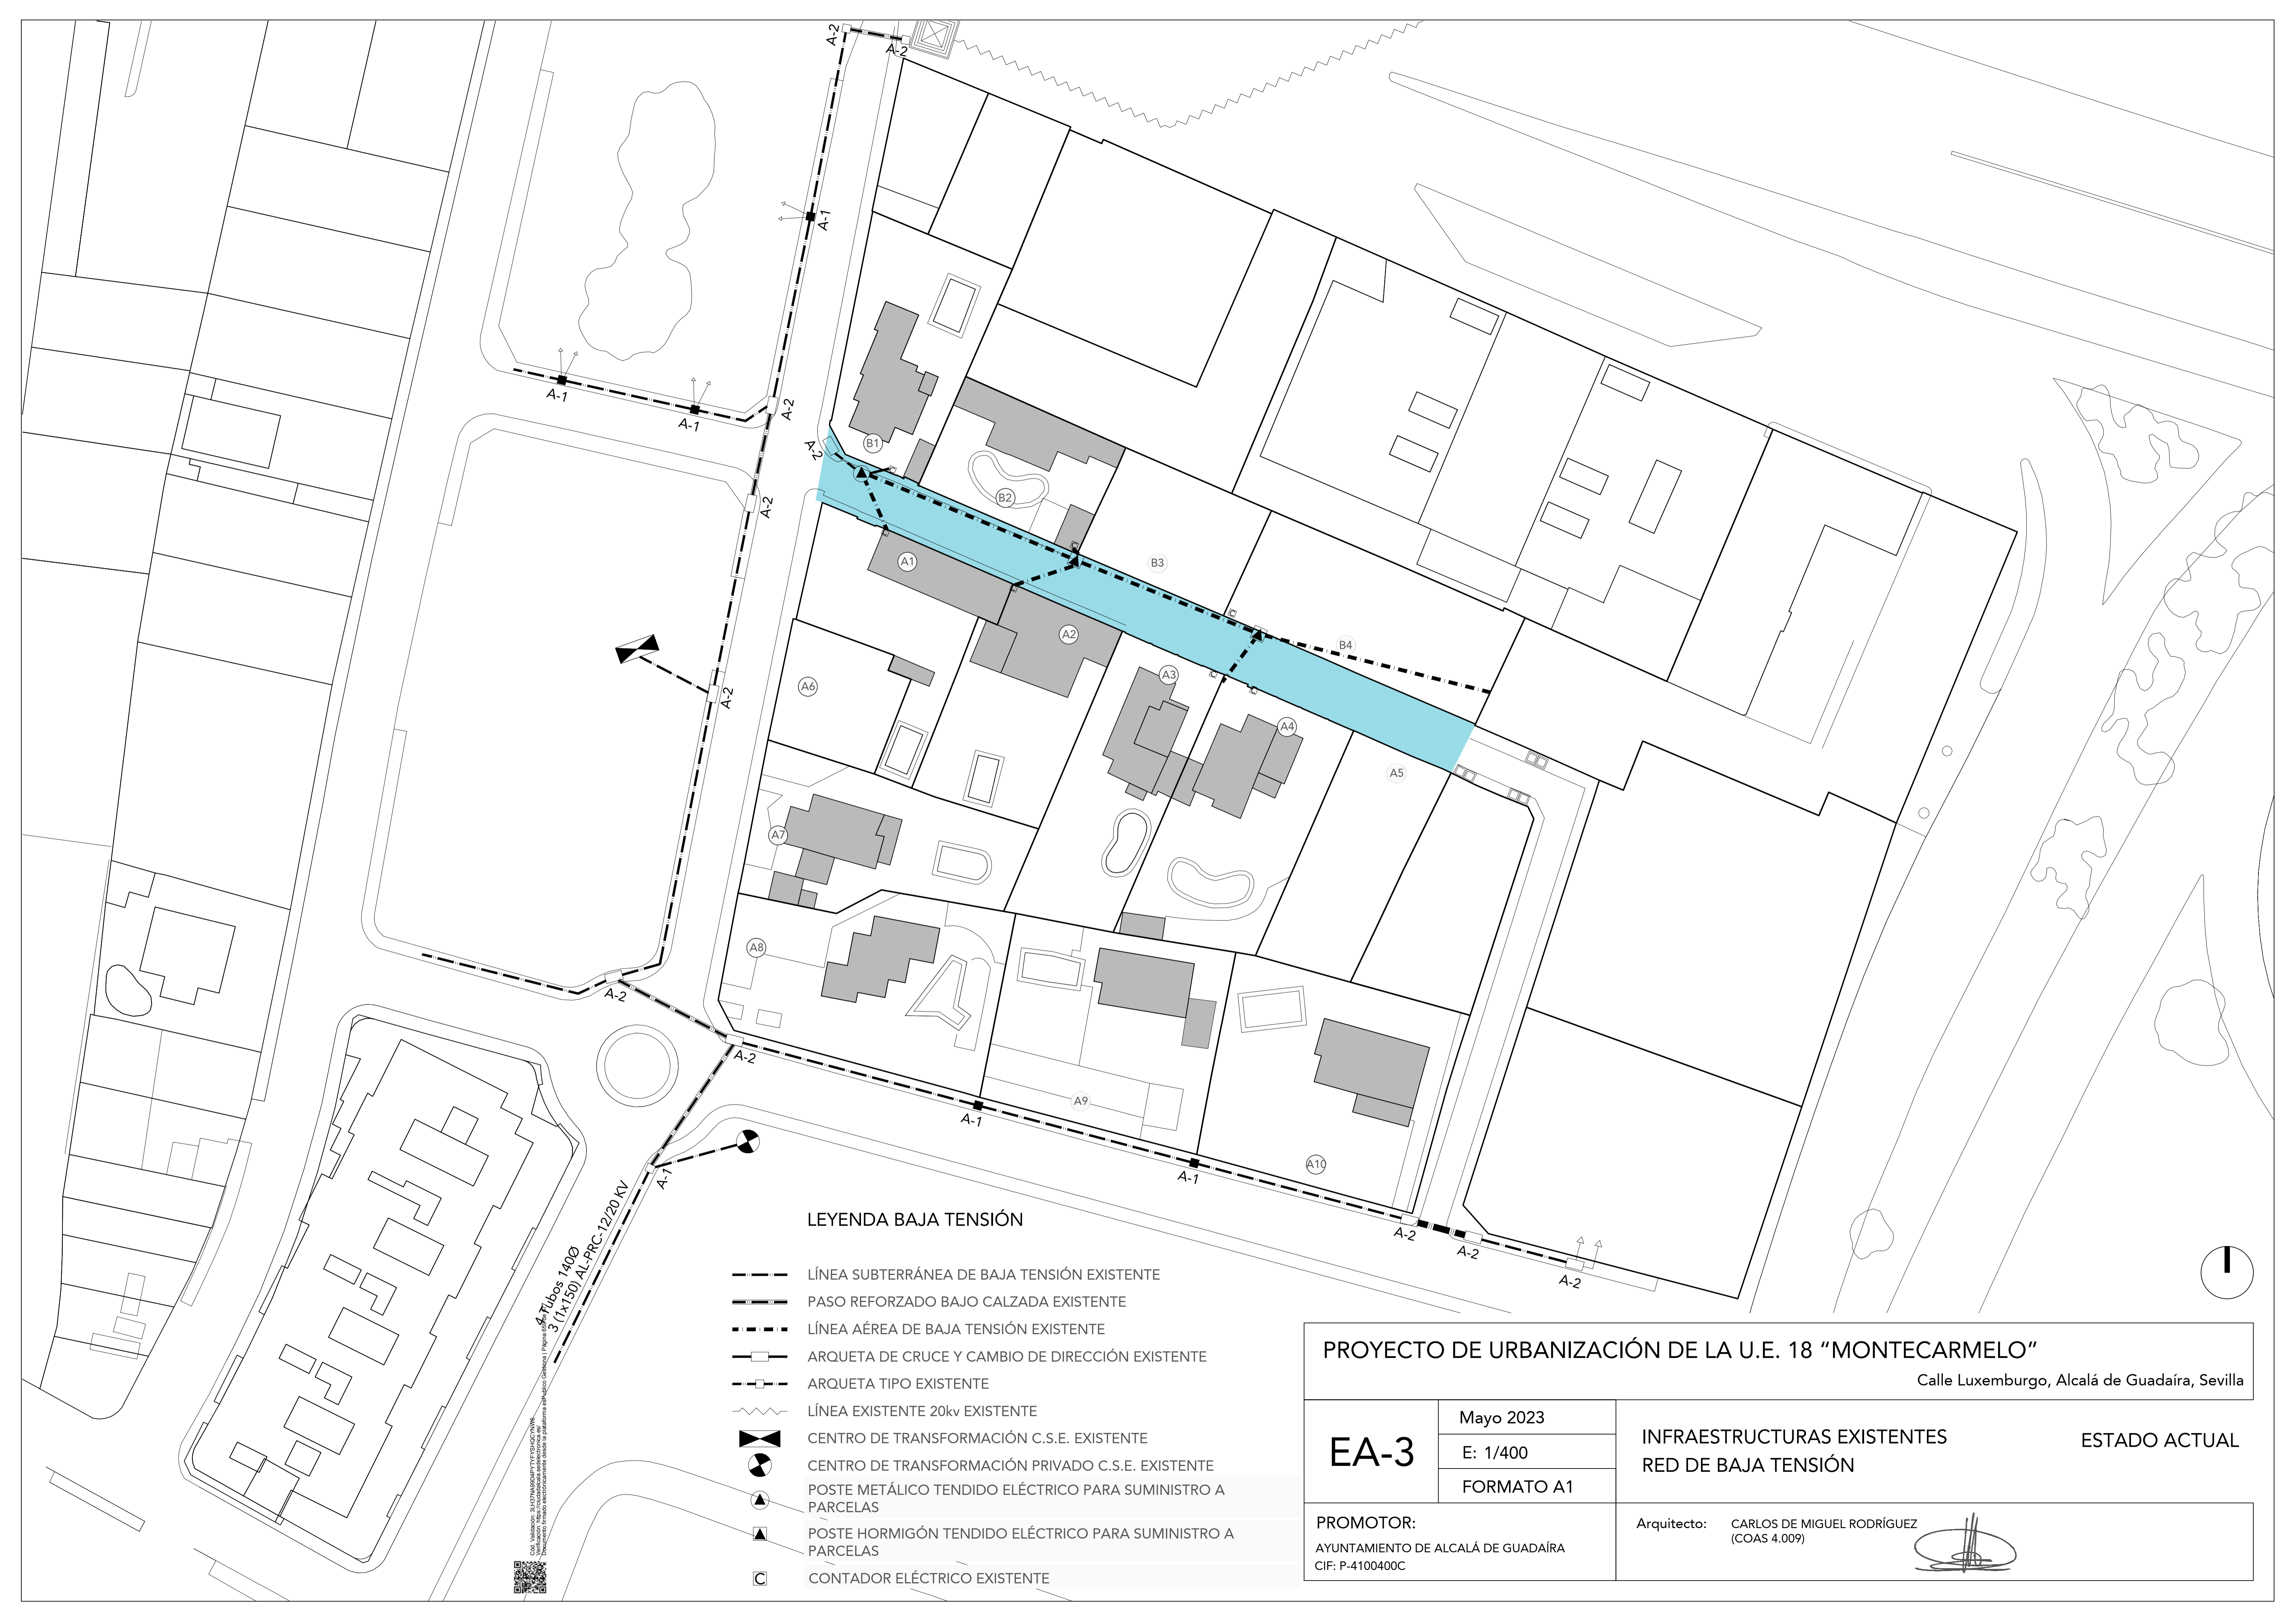 A-2
A-2
A-1
A-1
A-1
A-2
A-2
A-2
B1
B2
B3
B4
A1
A2
A3
A4
A5
A6
A-2
A7
A8
A9
A10
A-2
A-2
A-1
A-1
A-1
A-2
A-2
A-2
4 Tubos 140Ø
3 (1x150) AL-PRC-12/20 KV
LEYENDA BAJA TENSIÓN
LÍNEA SUBTERRÁNEA DE BAJA TENSIÓN EXISTENTE
PASO REFORZADO BAJO CALZADA EXISTENTE
LÍNEA AÉREA DE BAJA TENSIÓN EXISTENTE
ARQUETA DE CRUCE Y CAMBIO DE DIRECCIÓN EXISTENTE
ARQUETA TIPO EXISTENTE
LÍNEA EXISTENTE 20kv EXISTENTE
CENTRO DE TRANSFORMACIÓN C.S.E. EXISTENTE
CENTRO DE TRANSFORMACIÓN PRIVADO C.S.E. EXISTENTE
POSTE METÁLICO TENDIDO ELÉCTRICO PARA SUMINISTRO A
PARCELAS
POSTE HORMIGÓN TENDIDO ELÉCTRICO PARA SUMINISTRO A
PARCELAS
C CONTADOR ELÉCTRICO EXISTENTE
PROYECTO DE URBANIZACIÓN DE LA U.E. 18 “MONTECARMELO”
Calle Luxemburgo, Alcalá de Guadaíra, Sevilla
EA-3
Mayo 2023
E: 1/400
FORMATO A1
INFRAESTRUCTURAS EXISTENTES
RED DE BAJA TENSIÓN
ESTADO ACTUAL
PROMOTOR:
AYUNTAMIENTO DE ALCALÁ DE GUADAÍRA
CIF: P-4100400C
Arquitecto: CARLOS DE MIGUEL RODRÍGUEZ
(COAS 4.009)